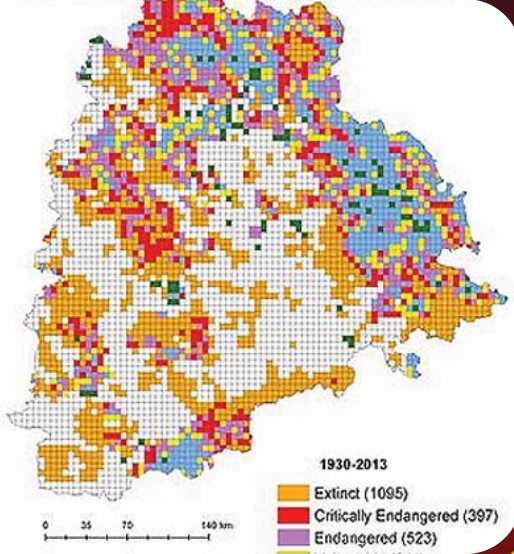 1930-2013
Extinct (1095)
Critically Endangered (397)
Endangered (523)
0 35 70 140 km